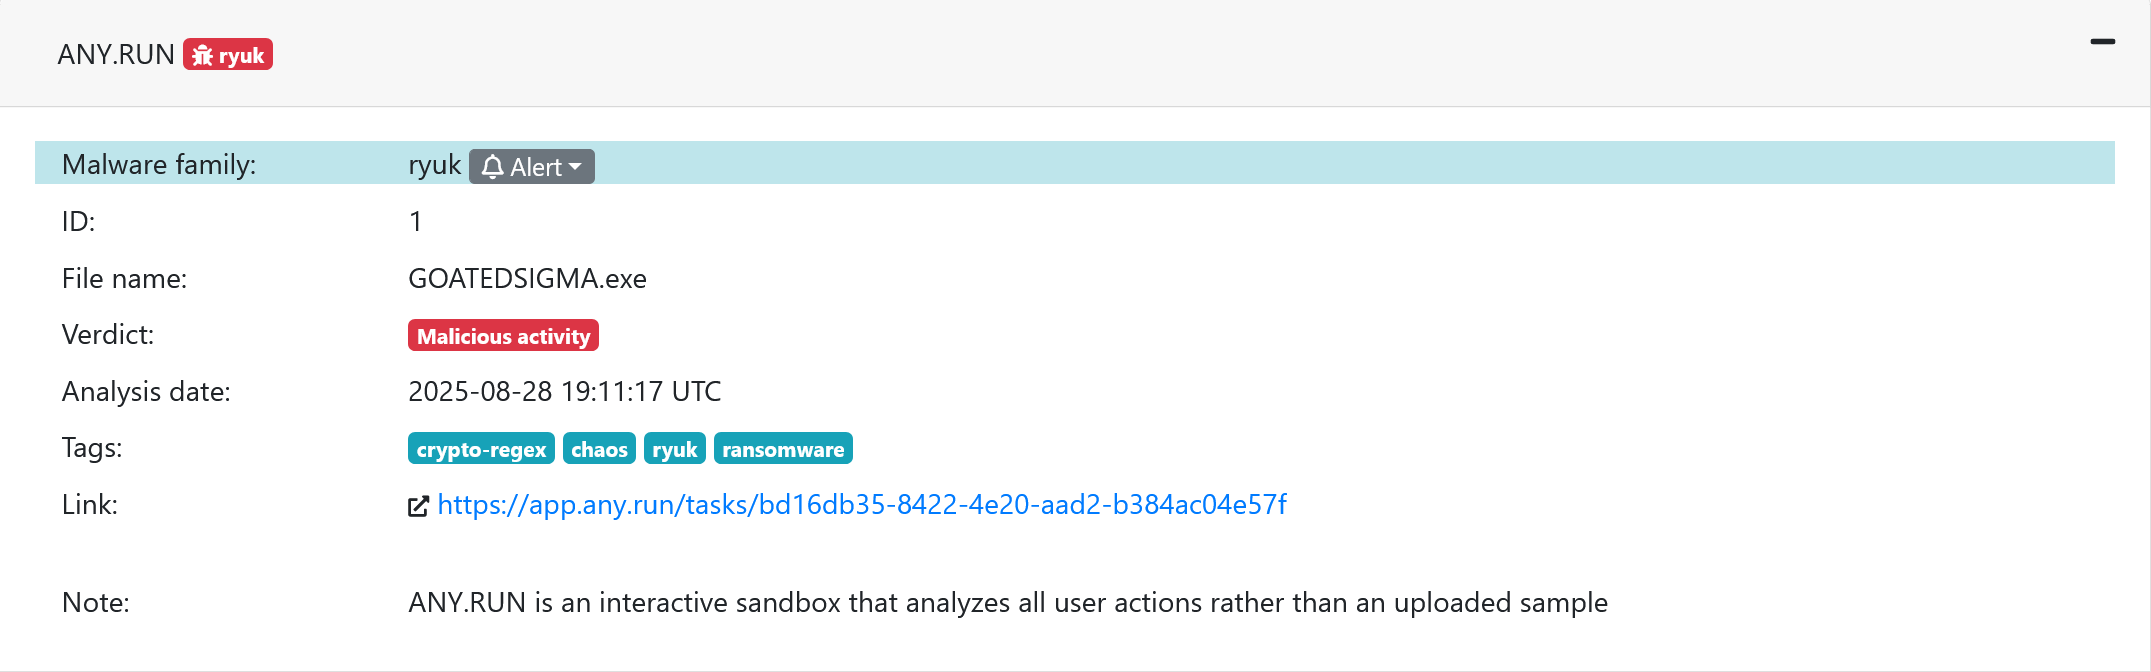 ANY.RUN ryuk
Malware family: ryuk Alert
ID: 1
File name: GOATEDSIGMA.exe
Verdict: Malicious activity
Analysis date: 2025-08-28 19:11:17 UTC
Tags: crypto-regex chaos ryuk ransomware
Link: https://app.any.run/tasks/bd16db35-8422-4e20-aad2-b384ac04e57f
Note: ANY.RUN is an interactive sandbox that analyzes all user actions rather than an uploaded sample